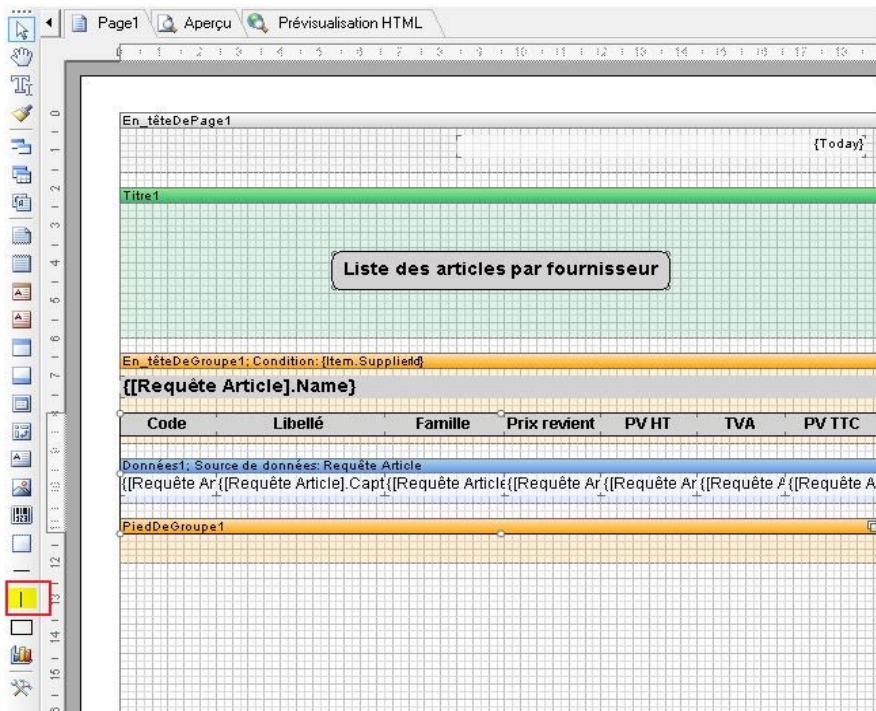 Page1 Aperçu Prévisualisation HTML
En_têteDePage1
{Today}
Titre1
Liste des articles par fournisseur
En_têteDeGroupe1; Condition: {Item.SupplierId}
{[Requête Article].Name}
Code Libellé Famille Prix revient PV HT TVA PV TTC
Données1; Source de données: Requête Article
{[Requête Ar {[Requête Article].Capt {[Requête Article {[Requête Ar {[Requête Ar {[Requête A {[Requête A
PiedDeGroupe1